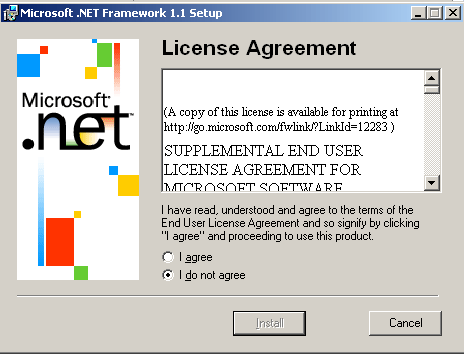 Microsoft .NET Framework 1.1 Setup
License Agreement
Microsoft®
.net™
(A copy of this license is available for printing at
http://go.microsoft.com/fwlink/?LinkId=12283 )
SUPPLEMENTAL END USER
LICENSE AGREEMENT FOR
MICROSOFT SOFTWARE
I have read, understood and agree to the terms of the
End User License Agreement and so signify by clicking
"I agree" and proceeding to use this product.
I agree
I do not agree
Install
Cancel